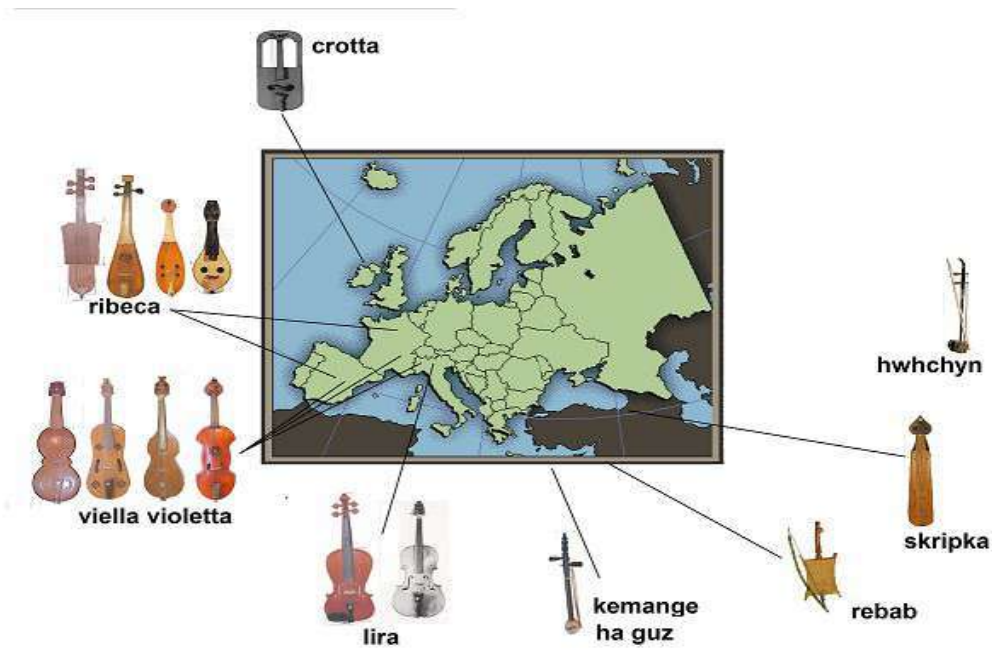 crotta
ribeca
hwhchyn
viella violetta
skripka
lira
kemange
ha guz
rebab